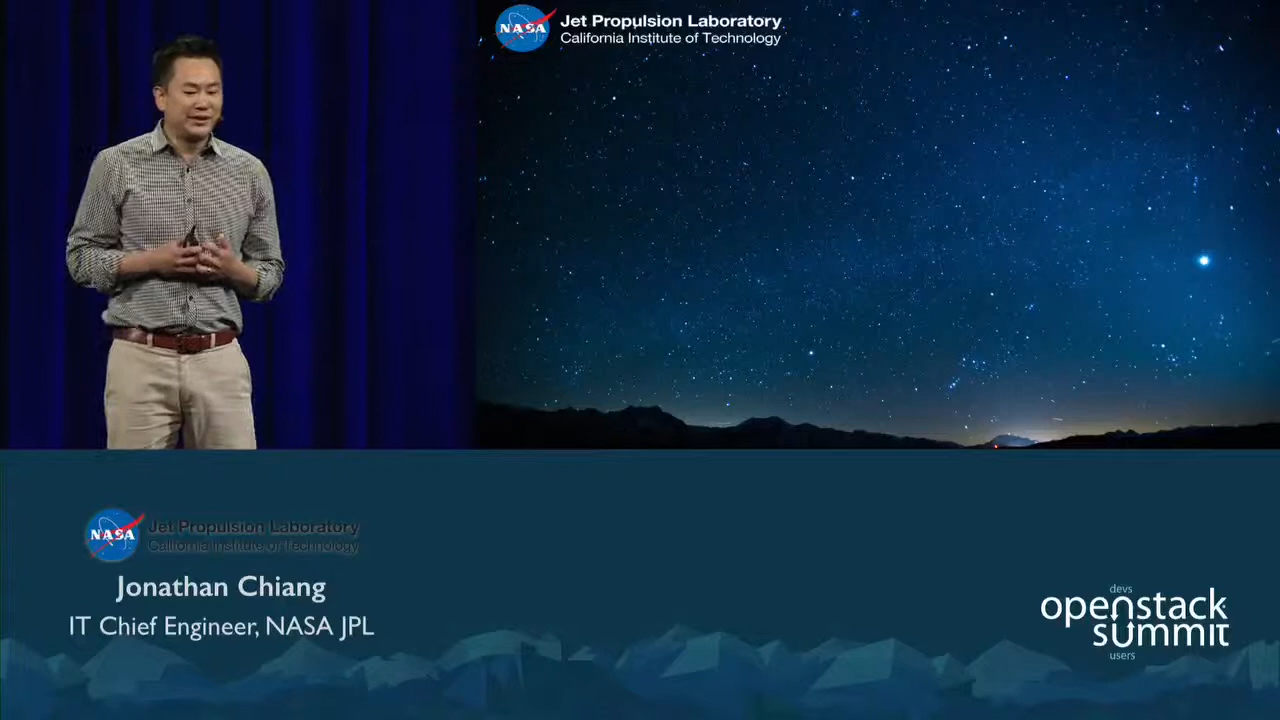 NASA
Jet Propulsion Laboratory
California Institute of Technology
NASA
Jet Propulsion Laboratory
California Institute of Technology
Jonathan Chiang
IT Chief Engineer, NASA JPL
devs
openstack
summit
users